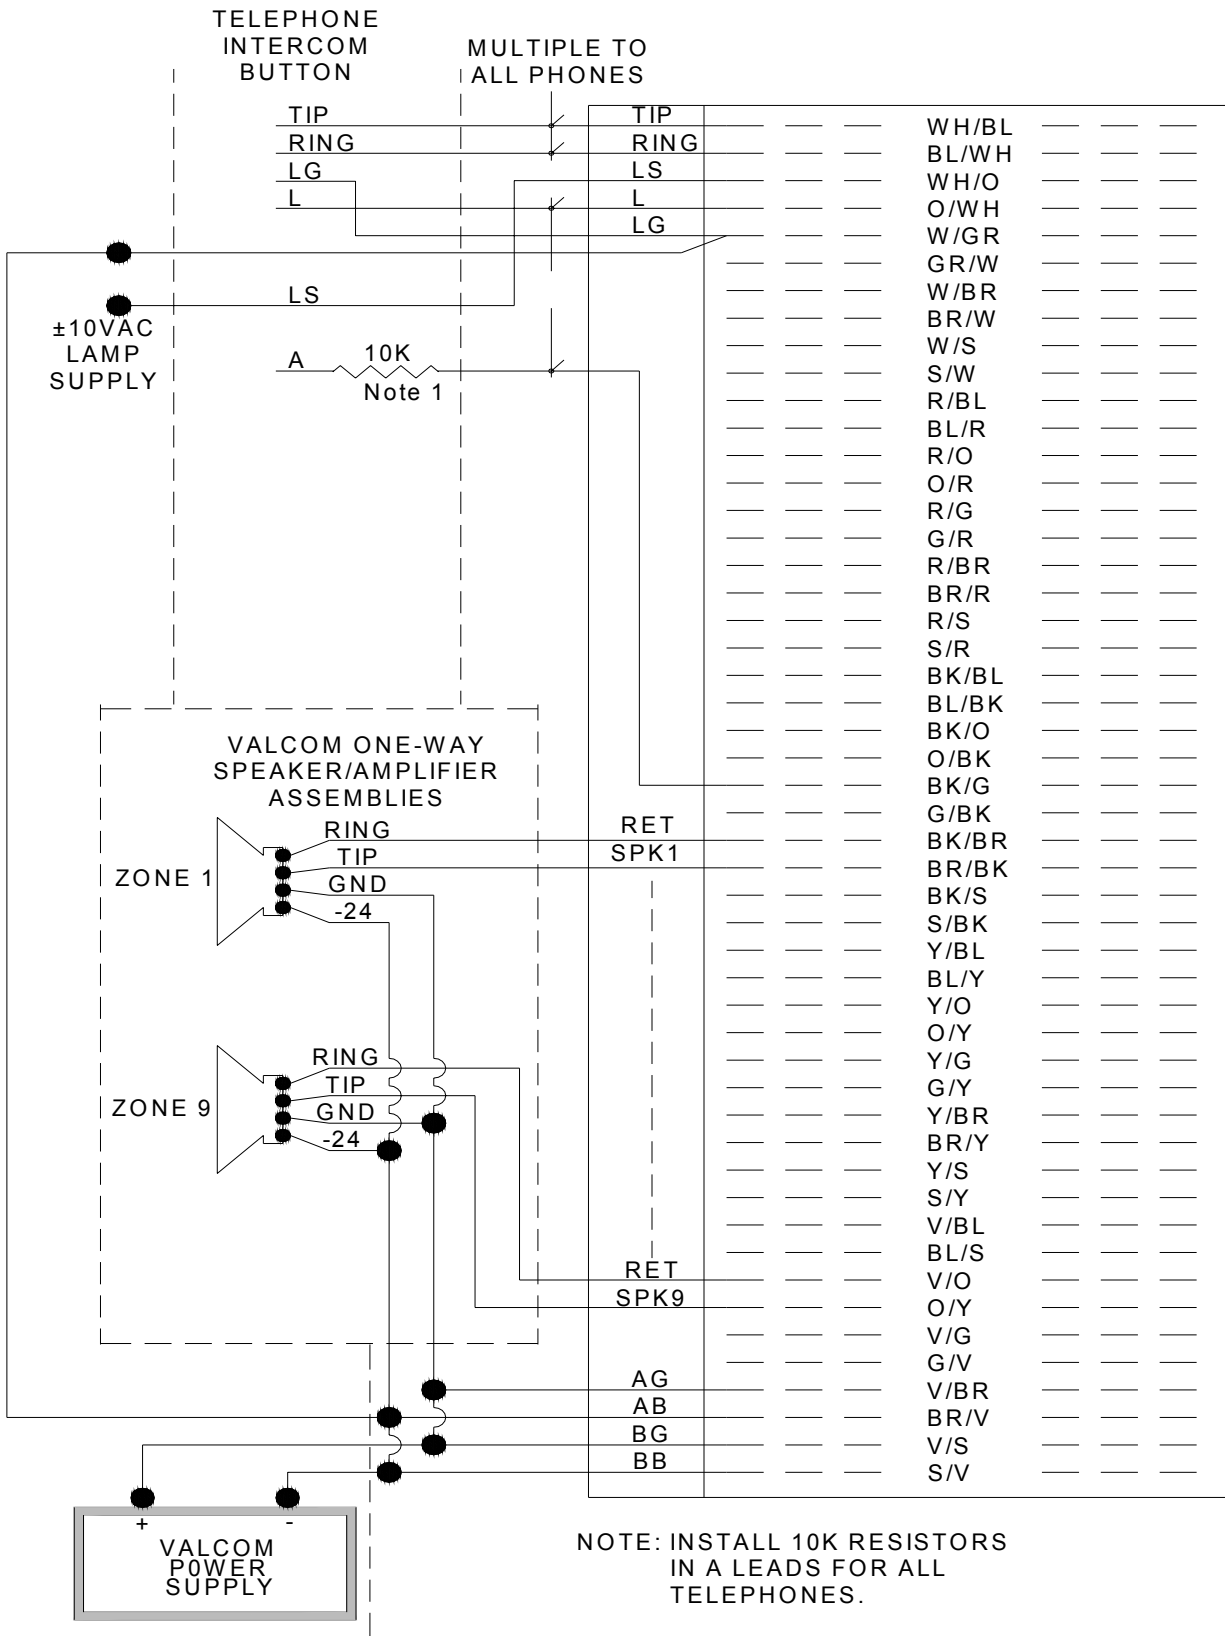 TELEPHONE
INTERCOM
BUTTON
MULTIPLE TO
ALL PHONES
TIP
RING
LG
L
LS
A
10K
Note 1
±10VAC
LAMP
SUPPLY
TIP
RING
LS
L
LG
VALCOM ONE-WAY
SPEAKER/AMPLIFIER
ASSEMBLIES
ZONE 1
RING
TIP
GND
-24
ZONE 9
RING
TIP
GND
-24
RET
SPK1
RET
SPK9
AG
AB
BG
BB
WH/BL
BL/WH
WH/O
O/WH
W/GR
GR/W
W/BR
BR/W
W/S
S/W
R/BL
BL/R
R/O
O/R
R/G
G/R
R/BR
BR/R
R/S
S/R
BK/BL
BL/BK
BK/O
O/BK
BK/G
G/BK
BK/BR
BR/BK
BK/S
S/BK
Y/BL
BL/Y
Y/O
O/Y
Y/G
G/Y
Y/BR
BR/Y
Y/S
S/Y
V/BL
BL/S
V/O
O/Y
V/G
G/V
V/BR
BR/V
V/S
S/V
+
-
VALCOM
P0WER
SUPPLY
NOTE: INSTALL 10K RESISTORS
IN A LEADS FOR ALL
TELEPHONES.